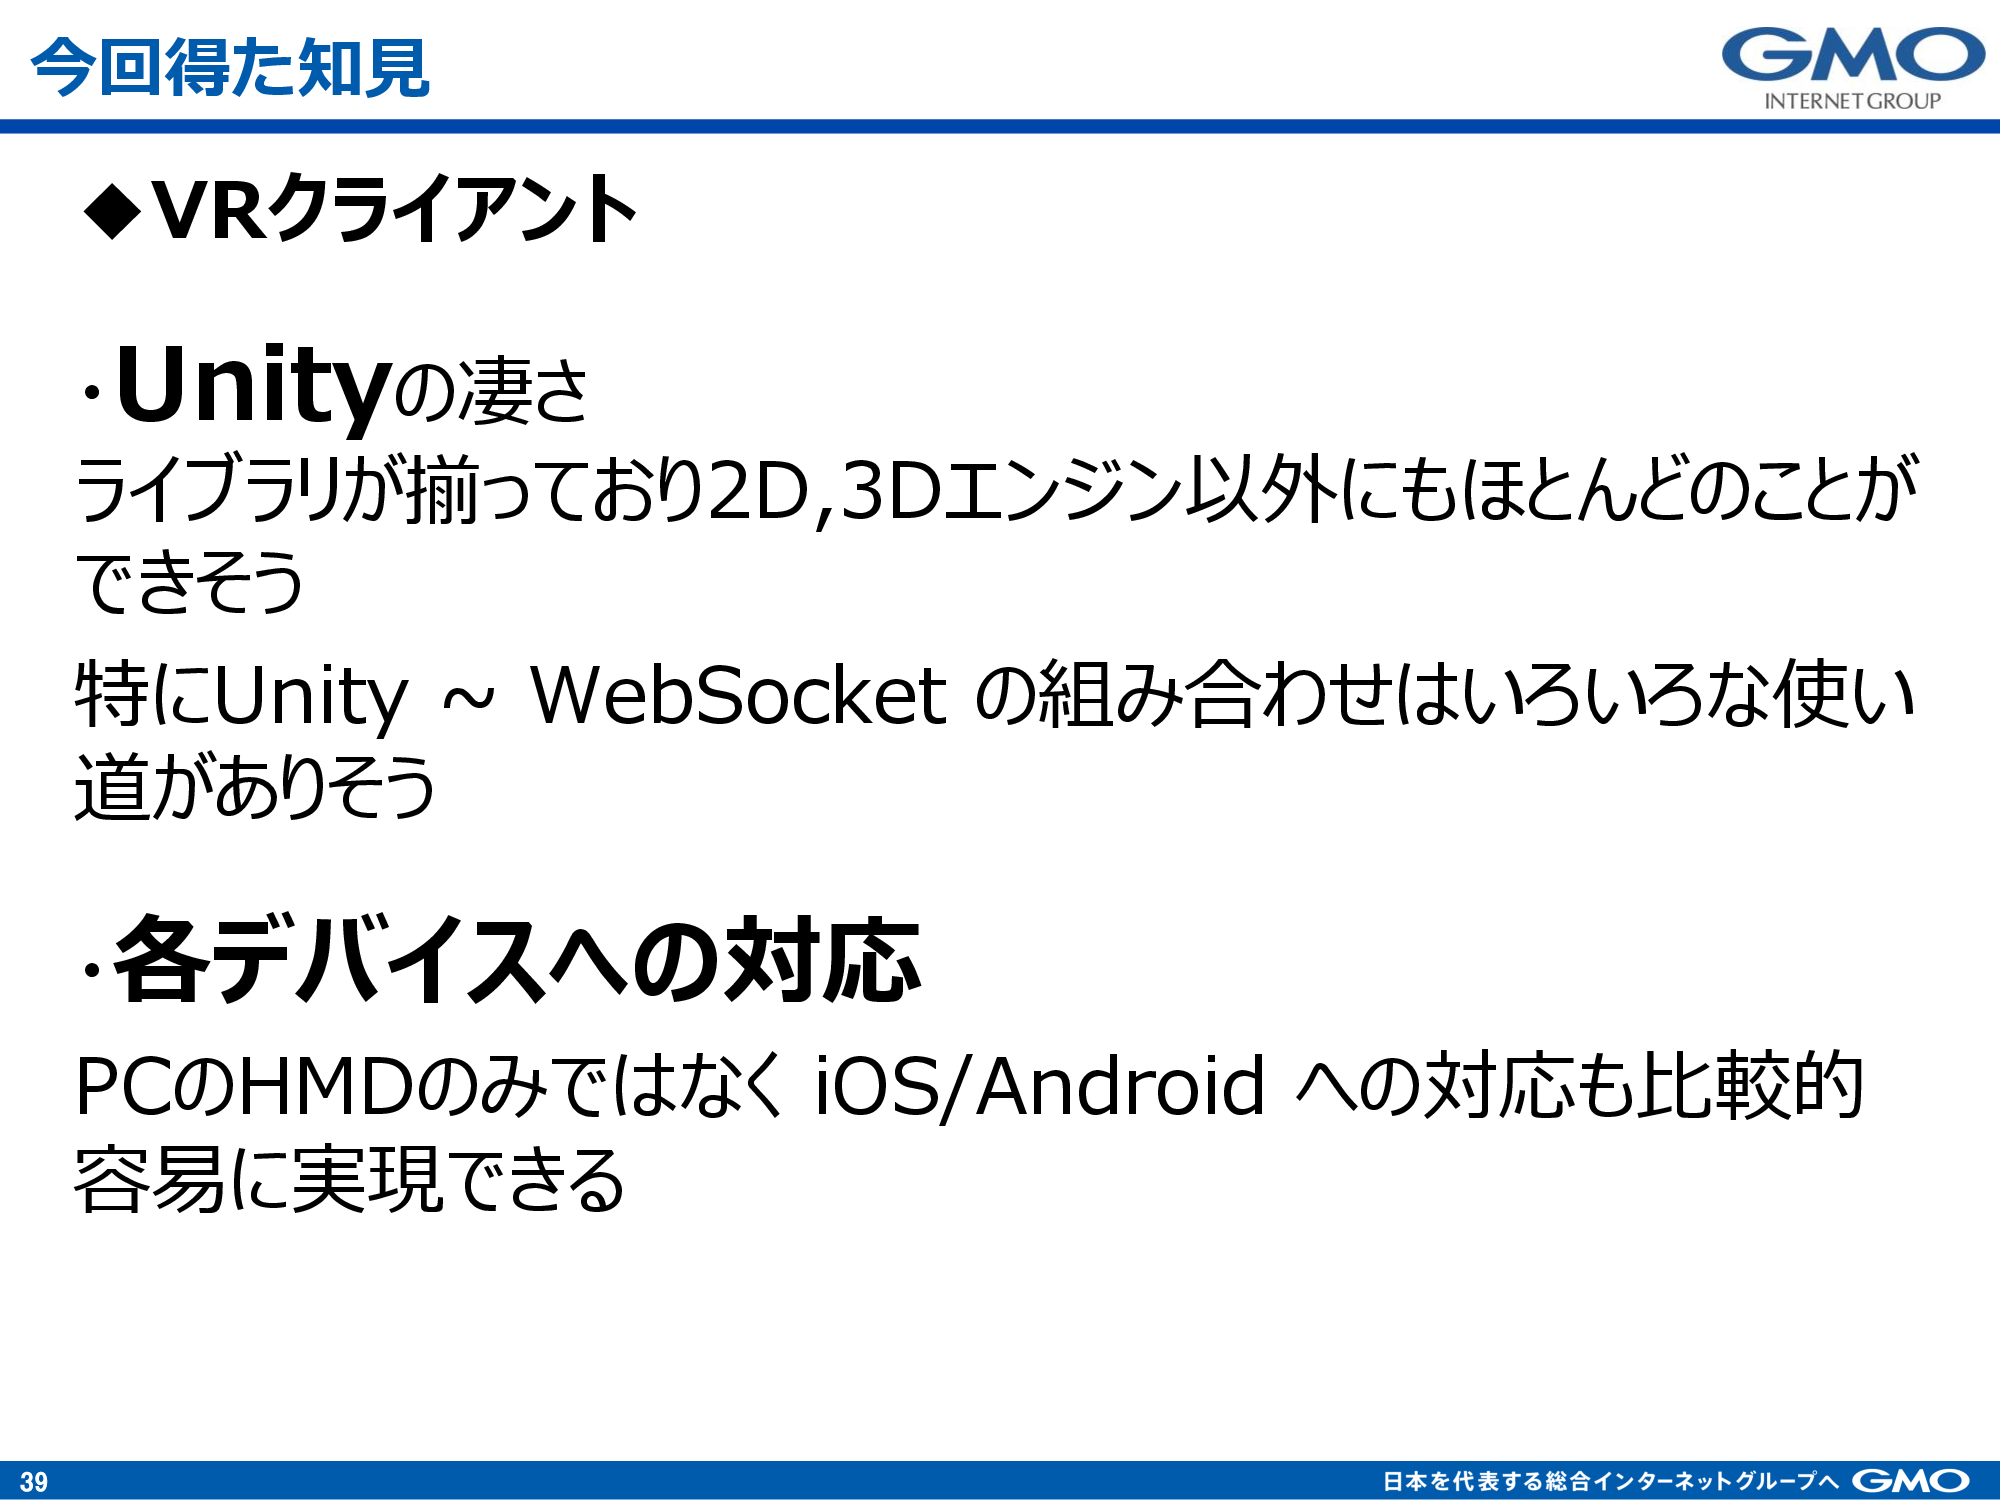 今回得た知見
GMO
INTERNET GROUP
◆VRクライアント
・Unityの凄さ
ライブラリが揃っており2D,3Dエンジン以外にもほとんどのことが
できそう
特にUnity ~ WebSocket の組み合わせはいろいろな使い
道がありそう
・各デバイスへの対応
PCのHMDのみではなく iOS/Android への対応も比較的
容易に実現できる
39
日本を代表する総合インターネットグループへ GMO